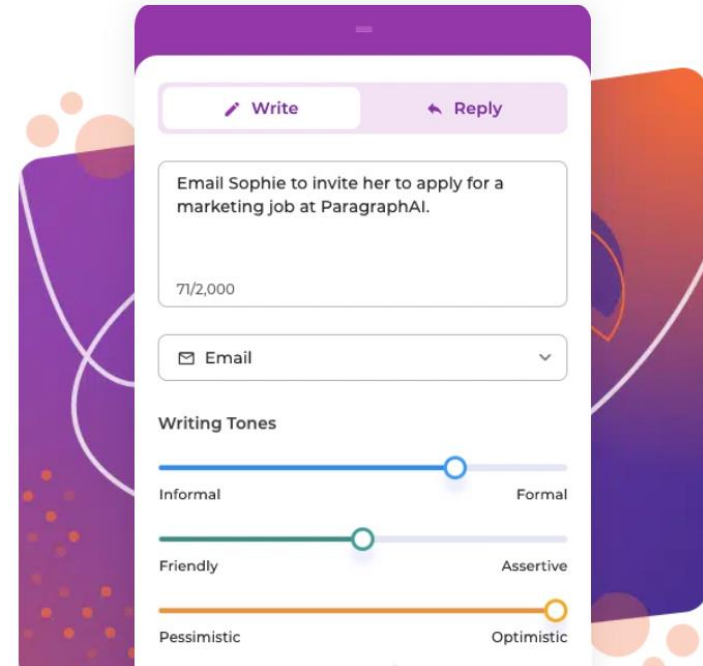 Write
Reply
Email Sophie to invite her to apply for a
marketing job at ParagraphAI.
71/2,000
Email
Writing Tones
Informal Formal
Friendly Assertive
Pessimistic Optimistic